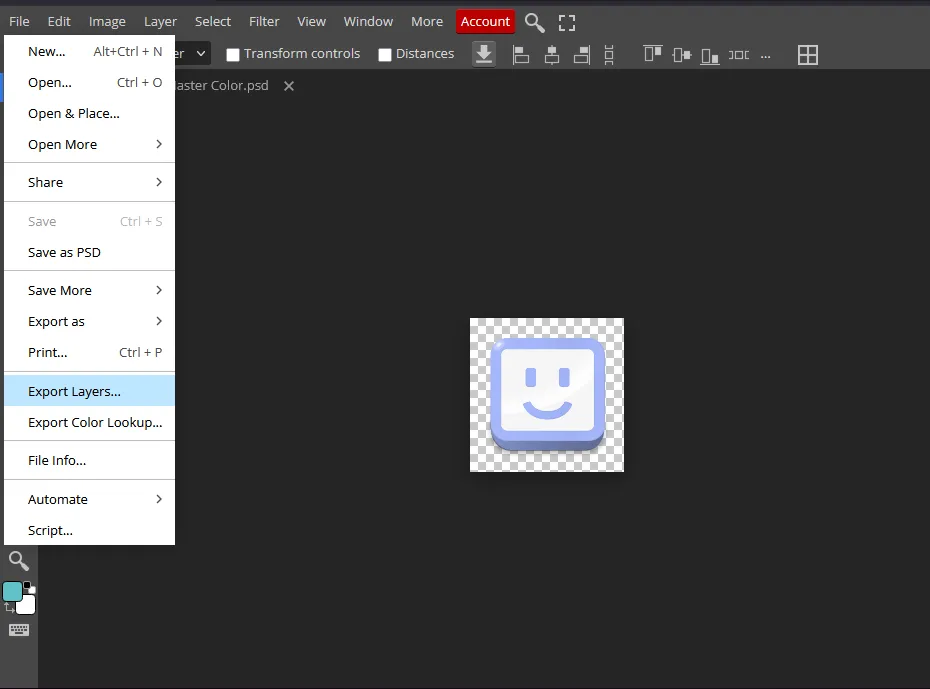 File Edit Image Layer Select Filter View Window More Account
Transform controls Distances ...
Color.psd
New... Alt+Ctrl + N
Open... Ctrl + O
Open & Place...
Open More
Share
Save Ctrl + S
Save as PSD
Save More
Export as
Print... Ctrl + P
Export Layers...
Export Color Lookup...
File Info...
Automate
Script...